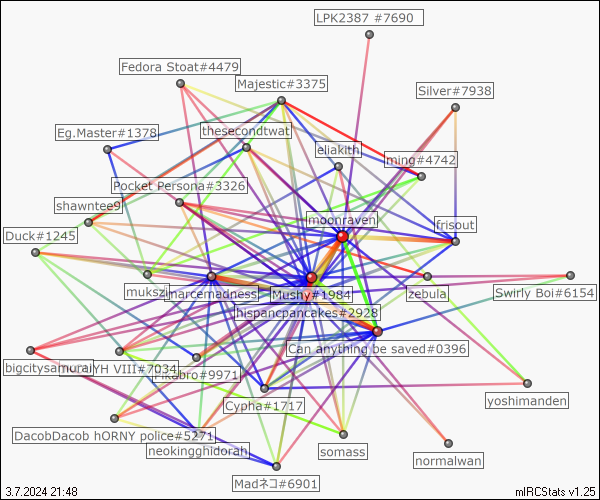 LPK2387 #7690
Fedora Stoat#4479
Majestic#3375
Silver#7938
Eg.Master#1378
thesecondtwat
eliakith
ming#4742
Pocket Persona#3326
shawntee9
moonraven
frisout
Duck#1245
mukszi
marcemadness
Mushy#1984
zebula
Swirly Boi#6154
hispancpancakes#2928
Can anything be saved#0396
bigcitysamurai
YH VIII#7034
Pikabro#9971
Cypha#1717
yoshimanden
DacobDacob hORNY police#5271
neokingghidorah
somass
normalwan
Madネコ#6901
3.7.2024 21:48
mIRCStats v1.25